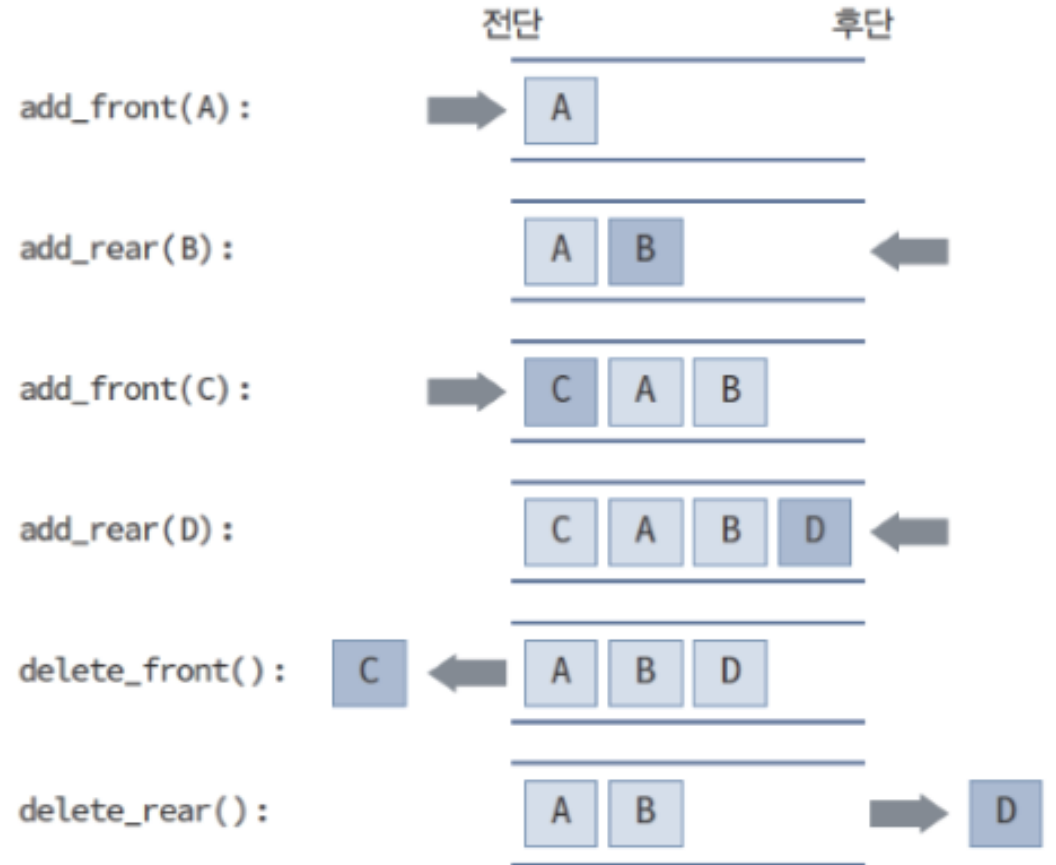 전단 후단
add_front(A): A
add_rear(B): A B
add_front(C): C A B
add_rear(D): C A B D
delete_front(): C A B D
delete_rear(): A B D